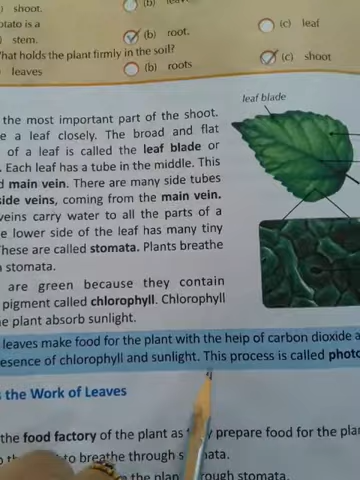 ) shoot.
(b) leav
(c) leaf
otato is a
stem.
(b) root.
hat holds the plant firmly in the soil?
leaves
(b) roots
(c) shoot
the most important part of the shoot.
e a leaf closely. The broad and flat
of a leaf is called the leaf blade or
. Each leaf has a tube in the middle. This
d main vein. There are many side tubes
side veins, coming from the main vein.
veins carry water to all the parts of a
e lower side of the leaf has many tiny
These are called stomata. Plants breathe
stomata.
leaf blade
are green because they contain
pigment called chlorophyll. Chlorophyll
e plant absorb sunlight.
leaves make food for the plant with the help of carbon dioxide a
esence of chlorophyll and sunlight. This process is called photo
the Work of Leaves
the food factory of the plant as prepare food for the plan
to breathe through s mata.
the plan rough stomata.